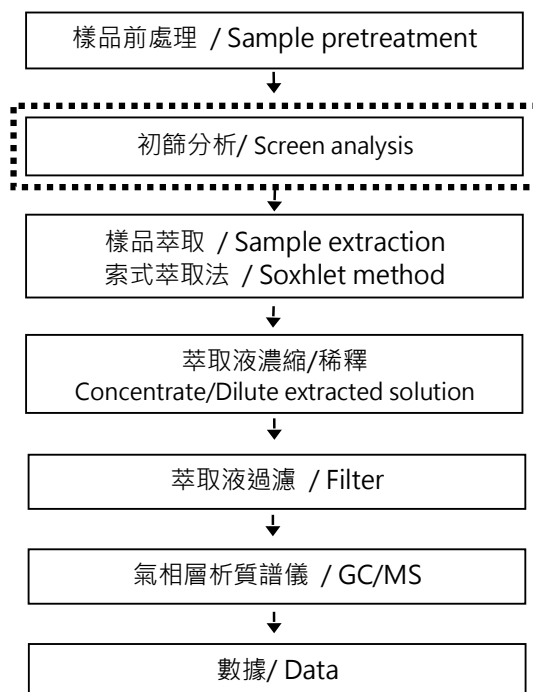 樣品前處理 / Sample pretreatment
初篩分析/ Screen analysis
樣品萃取 / Sample extraction
索式萃取法 / Soxhlet method
萃取液濃縮/稀釋
Concentrate/Dilute extracted solution
萃取液過濾 / Filter
氣相層析質譜儀 / GC/MS
數據/ Data